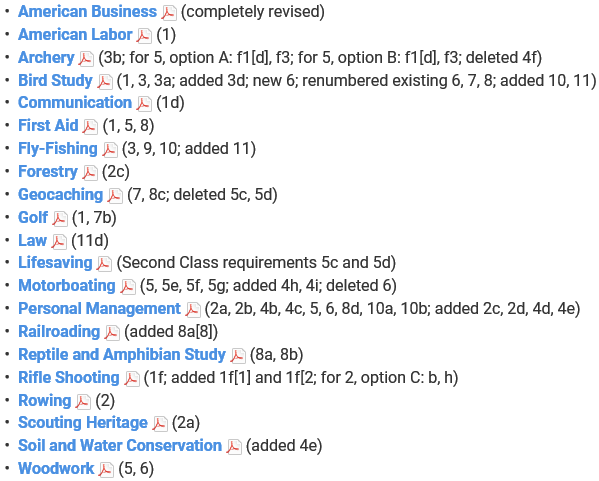 • American Business (completely revised)
• American Labor (1)
• Archery (3b; for 5, option A: f1[d], f3; for 5, option B: f1[d], f3; deleted 4f)
• Bird Study (1, 3, 3a; added 3d; new 6; renumbered existing 6, 7, 8; added 10, 11)
• Communication (1d)
• First Aid (1, 5, 8)
• Fly-Fishing (3, 9, 10; added 11)
• Forestry (2c)
• Geocaching (7, 8c; deleted 5c, 5d)
• Golf (1, 7b)
• Law (11d)
• Lifesaving (Second Class requirements 5c and 5d)
• Motorboating (5, 5e, 5f, 5g; added 4h, 4i; deleted 6)
• Personal Management (2a, 2b, 4b, 4c, 5, 6, 8d, 10a, 10b; added 2c, 2d, 4d, 4e)
• Railroading (added 8a[8])
• Reptile and Amphibian Study (8a, 8b)
• Rifle Shooting (1f; added 1f[1] and 1f[2; for 2, option C: b, h)
• Rowing (2)
• Scouting Heritage (2a)
• Soil and Water Conservation (added 4e)
• Woodwork (5, 6)